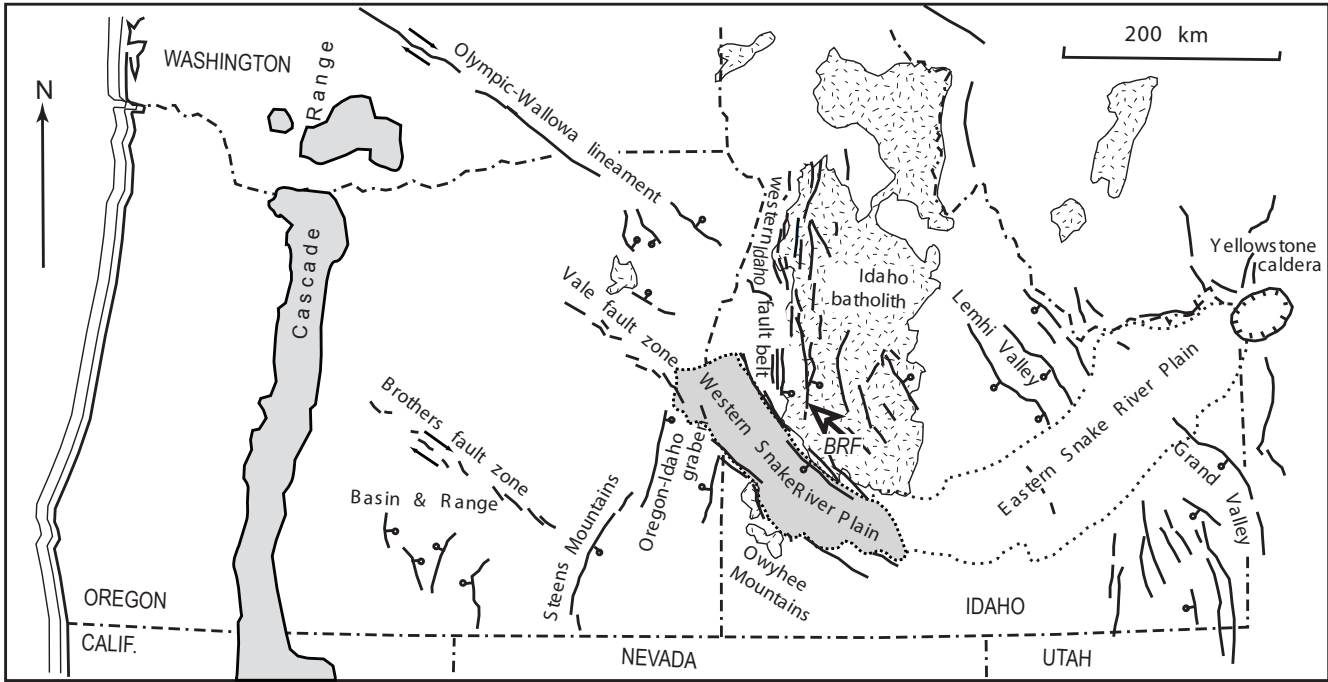 WASHINGTON
Range
Olympic-Wallowa lineament
200 km
N
Cascade
western Idaho fault belt
Idaho
batholith
Yellowstone
caldera
Lemhi
Valley
Vale fault zone
Brothers fault zone
Western Snake River Plain
BRF
Eastern Snake River Plain
Grand
Valley
Basin & Range
Steens Mountains
Oregon-Idaho
graben
Owyhee
Mountains
OREGON
IDAHO
CALIF.
NEVADA
UTAH